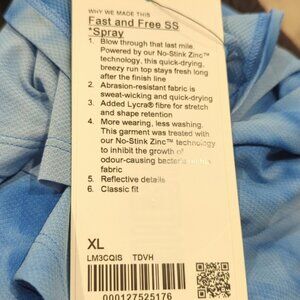 WHY WE MADE THIS
Fast and Free SS
*Spray
1. Blow through that last mile.
Powered by our No-Stink Zinc™
technology, this quick-drying,
breezy run top stays fresh long
after the finish line
2. Abrasion-resistant fabric is
sweat-wicking and quick-drying
3. Added Lycra® fibre for stretch
and shape retention
4. More wearing, less washing.
This garment was treated with
our No-Stink Zinc™ technology
to inhibit the growth of
odour-causing bacteria
fabric
5. Reflective details
6. Classic fit
XL
LM3CQIS TDVH
000127525176